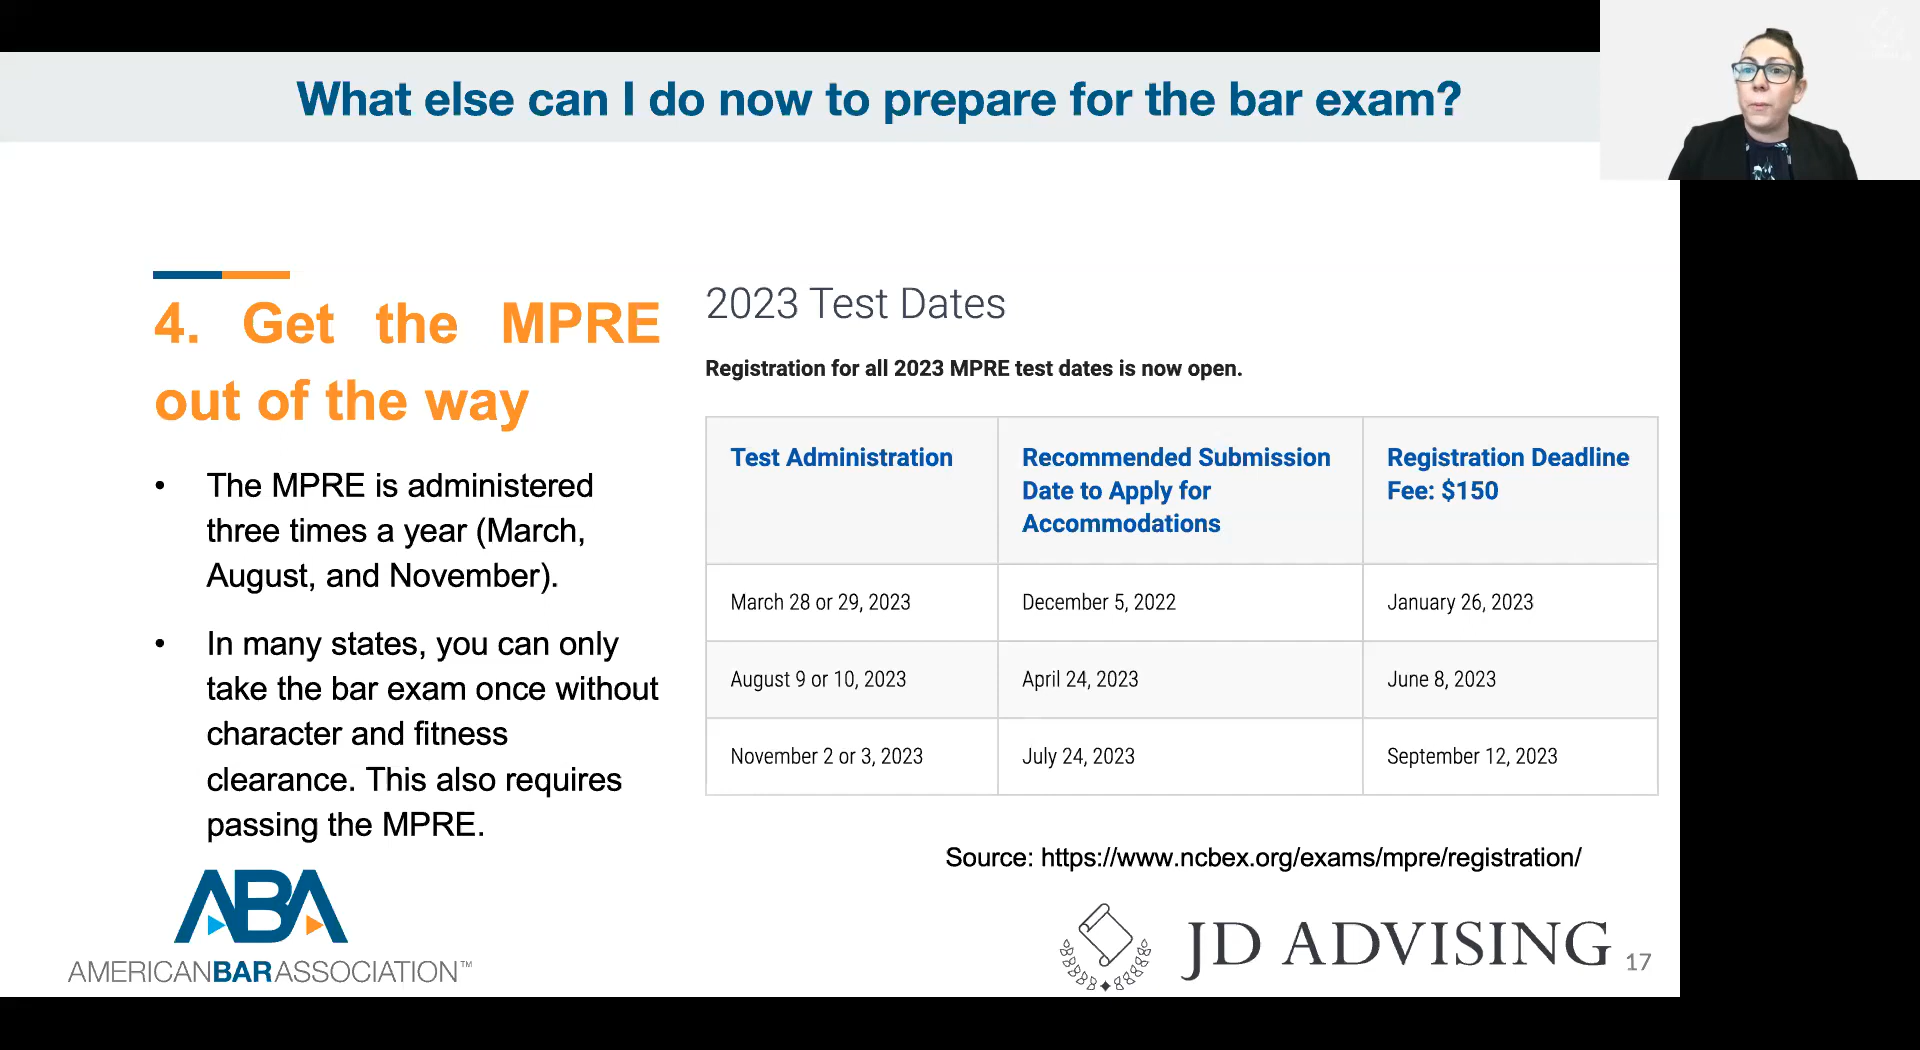 What else can I do now to prepare for the bar exam?
4. Get the MPRE
out of the way
• The MPRE is administered
three times a year (March,
August, and November).
• In many states, you can only
take the bar exam once without
character and fitness
clearance. This also requires
passing the MPRE.
2023 Test Dates
Registration for all 2023 MPRE test dates is now open.
Test Administration
Recommended Submission
Date to Apply for
Accommodations
Registration Deadline
Fee: $150
March 28 or 29, 2023
December 5, 2022
January 26, 2023
August 9 or 10, 2023
April 24, 2023
June 8, 2023
November 2 or 3, 2023
July 24, 2023
September 12, 2023
Source: https://www.ncbex.org/exams/mpre/registration/
ABA
AMERICANBARASSOCIATION™
JD ADVISING
17